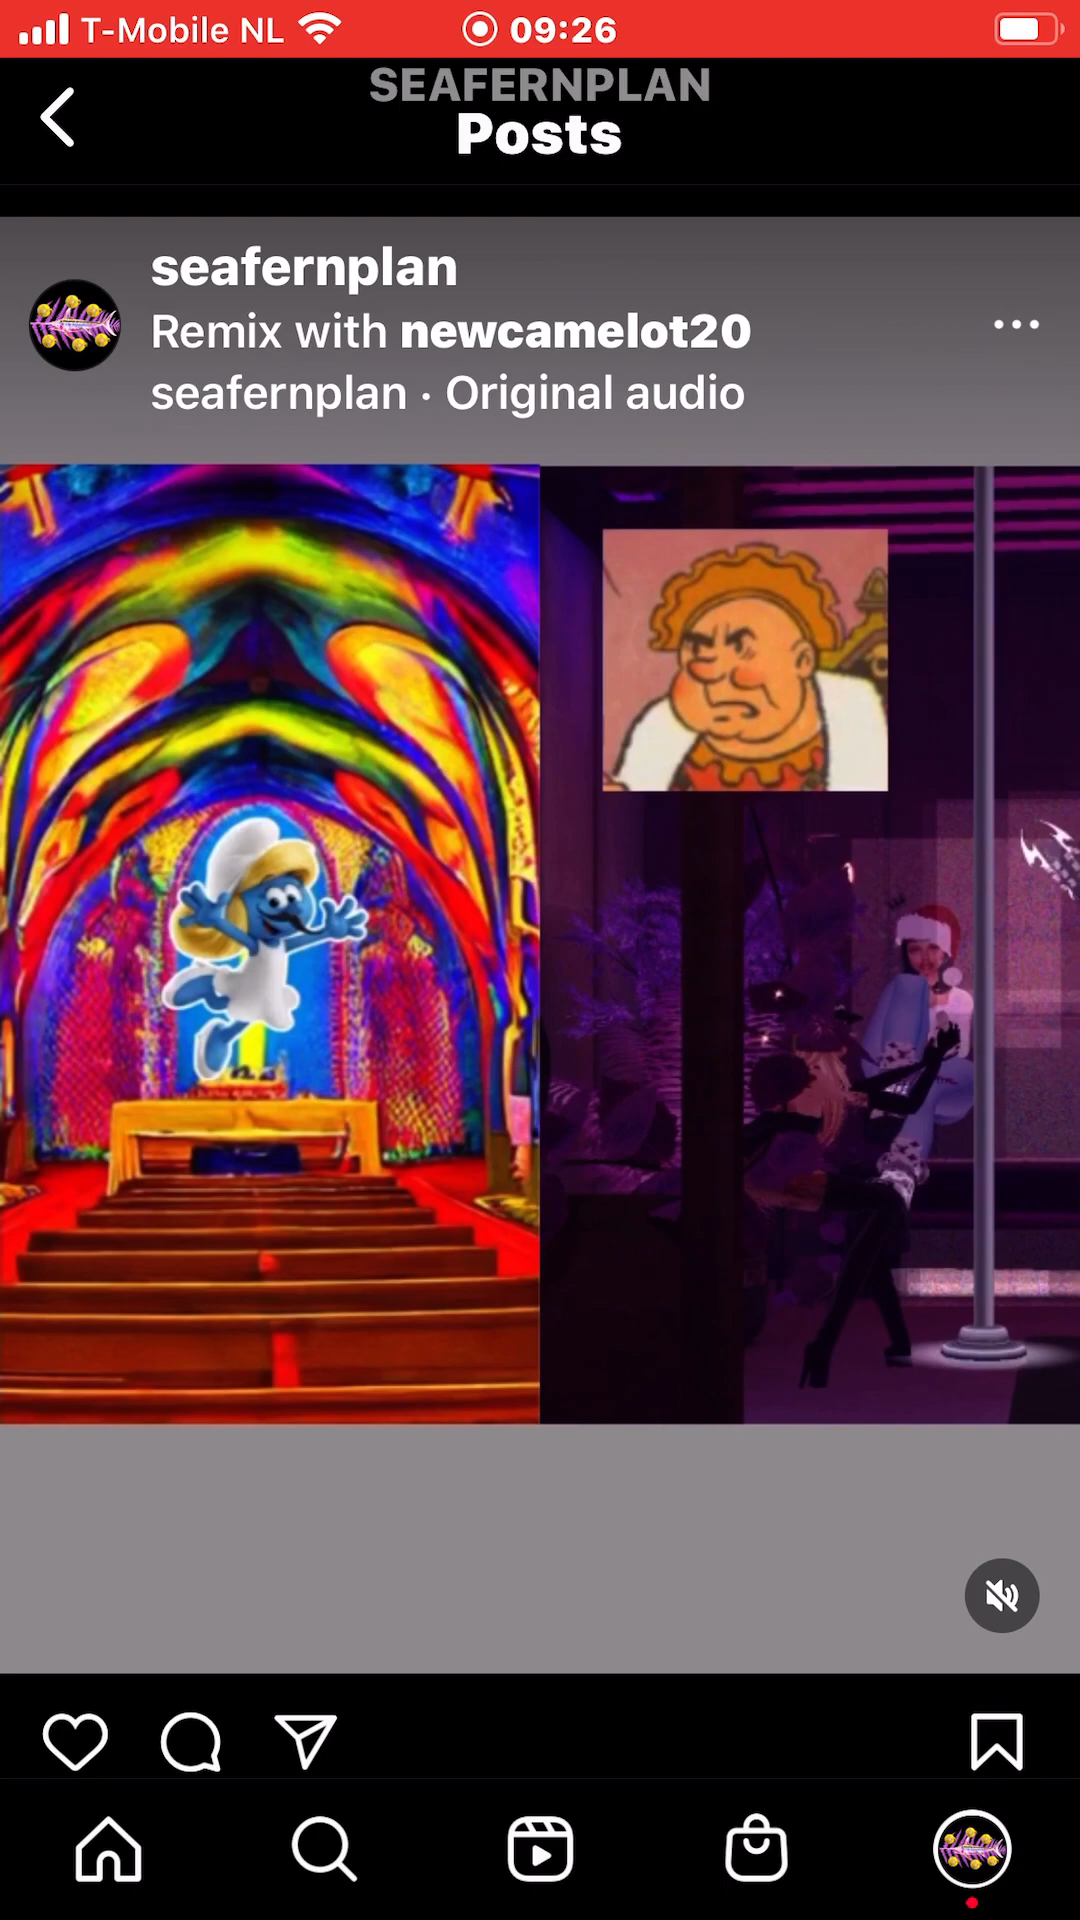 T-Mobile NL 09:26
SEAFERNPLAN
Posts
seafernplan
Remix with newcamelot20
seafernplan · Original audio